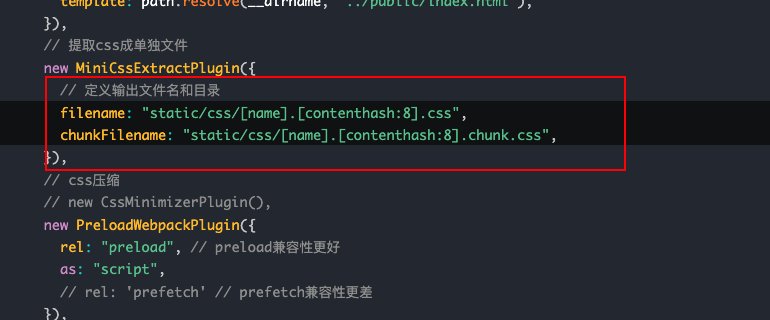 template: path.resolve(__dirname, "../public/index.html"),
}),
// 提取css成单独文件
new MiniCssExtractPlugin({
// 定义输出文件名和目录
filename: "static/css/[name].[contenthash:8].css",
chunkFilename: "static/css/[name].[contenthash:8].chunk.css",
}),
// css压缩
// new CssMinimizerPlugin(),
new PreloadWebpackPlugin({
rel: "preload", // preload兼容性更好
as: "script",
// rel: 'prefetch' // prefetch兼容性更差
}),